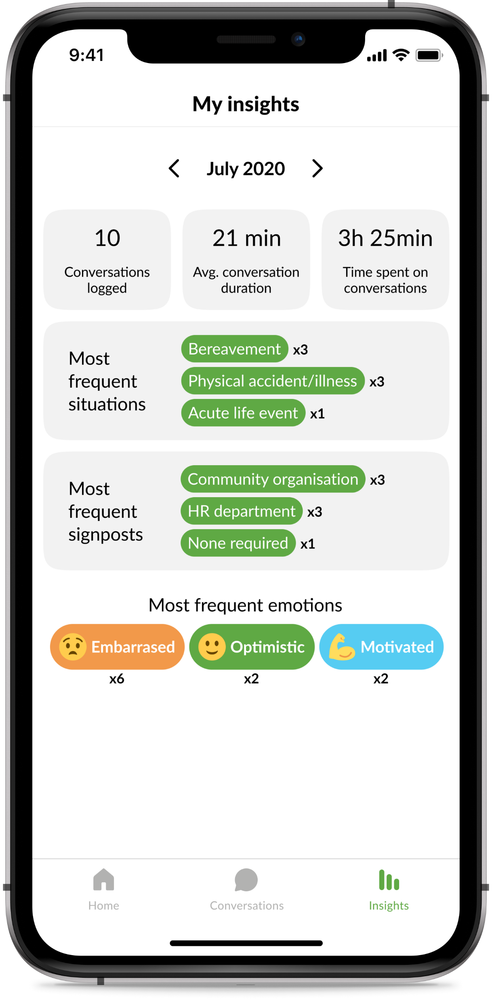 9:41
My insights
July 2020
10
Conversations
logged
21 min
Avg. conversation
duration
3h 25min
Time spent on
conversations
Most
frequent
situations
Bereavement x3
Physical accident/illness x3
Acute life event x1
Most
frequent
signposts
Community organisation x3
HR department x3
None required x1
Most frequent emotions
Embarrased
x6
Optimistic
x2
Motivated
x2
Home
Conversations
Insights